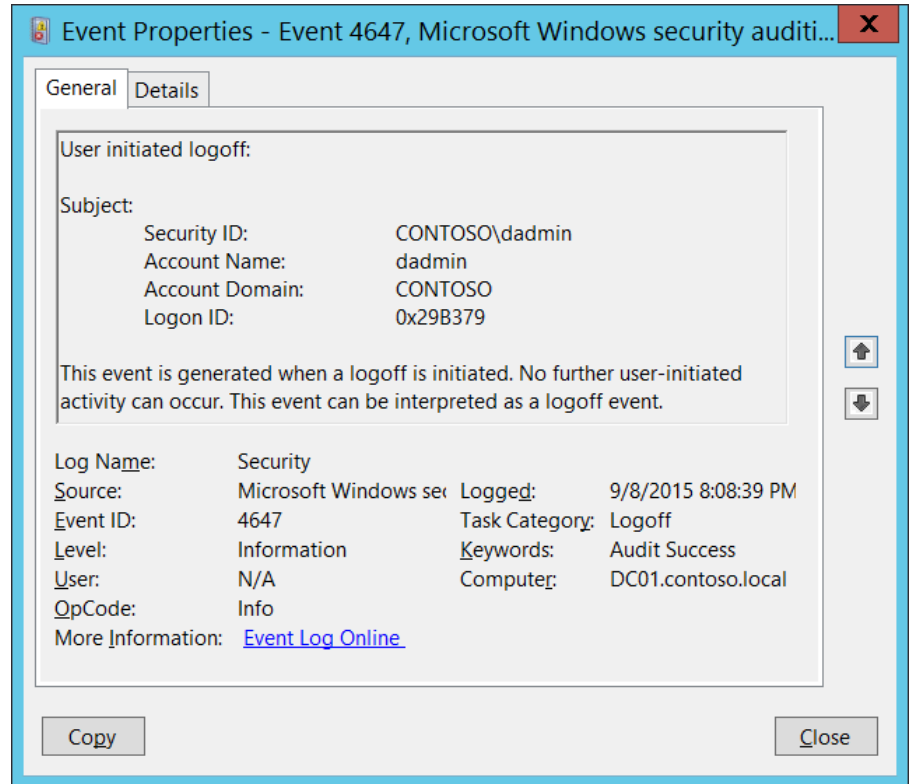 Event Properties - Event 4647, Microsoft Windows security auditi...
X
General Details
User initiated logoff:
Subject:
Security ID: CONTOSO\dadmin
Account Name: dadmin
Account Domain: CONTOSO
Logon ID: 0x29B379
This event is generated when a logoff is initiated. No further user-initiated
activity can occur. This event can be interpreted as a logoff event.
Log Name: Security
Source: Microsoft Windows sec Logged: 9/8/2015 8:08:39 PM
Event ID: 4647 Task Category: Logoff
Level: Information Keywords: Audit Success
User: N/A Computer: DC01.contoso.local
OpCode: Info
More Information: Event Log Online
Copy Close